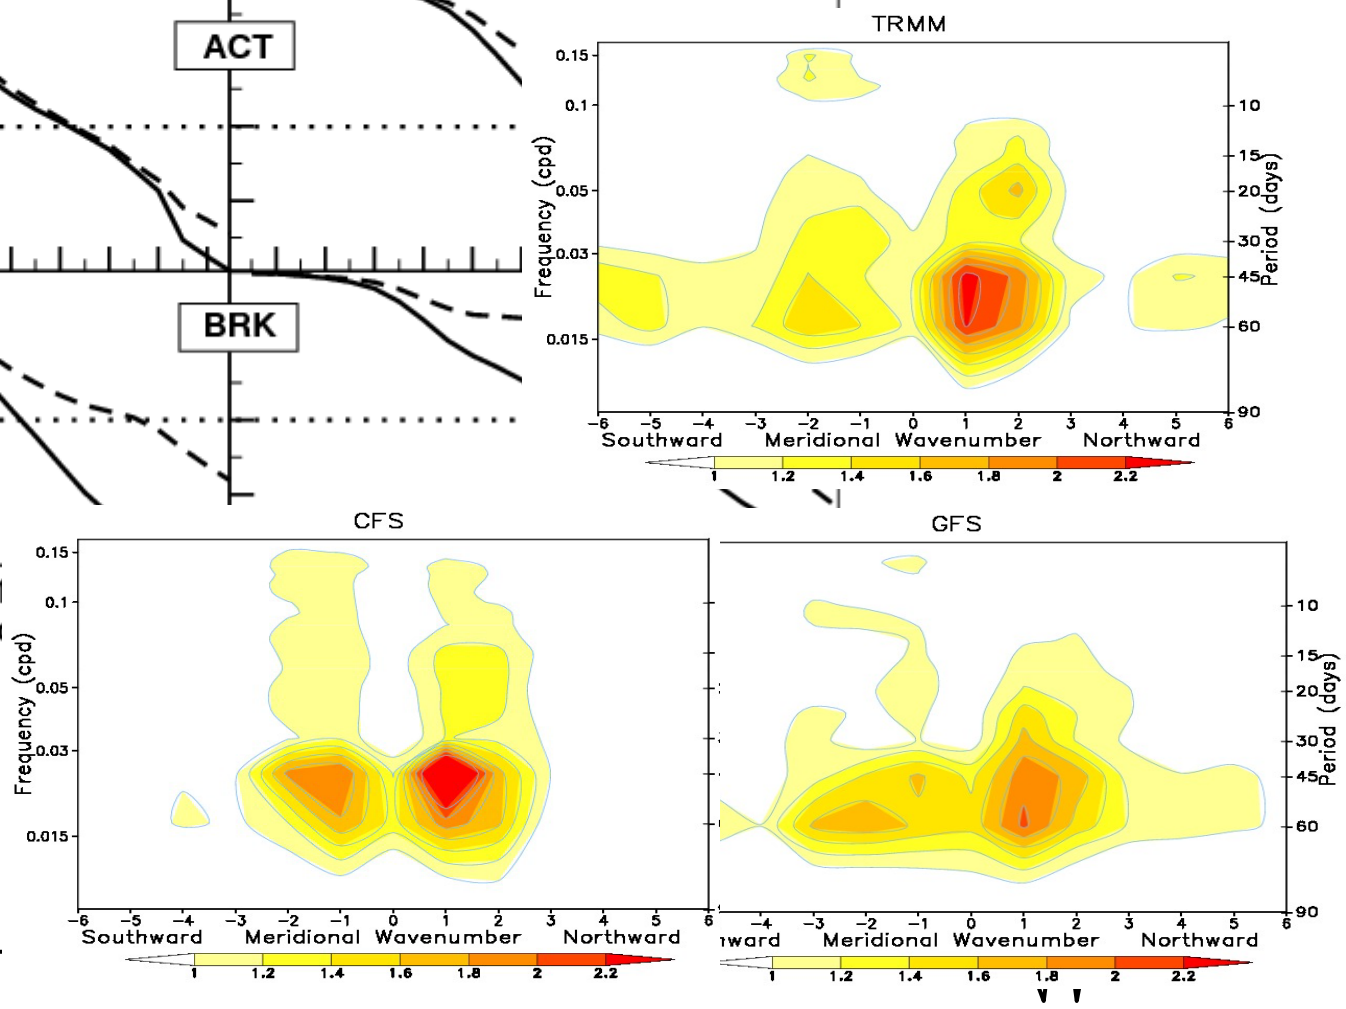 ACT
BRK
TRMM
0.15
0.1
0.05
0.03
0.015
Frequency (cpd)
10
15
20
30
45
60
90
Period (days)
-6 -5 -4 -3 -2 -1 0 1 2 3 4 5 6
Southward Meridional Wavenumber Northward
1 1.2 1.4 1.6 1.8 2 2.2
CFS
0.15
0.1
0.05
0.03
0.015
Frequency (cpd)
-6 -5 -4 -3 -2 -1 0 1 2 3 4 5 6
Southward Meridional Wavenumber Northward
1 1.2 1.4 1.6 1.8 2 2.2
GFS
10
15
20
30
45
60
90
Period (days)
-4 -3 -2 -1 0 1 2 3 4 5
ward Meridional Wavenumber Northward
1 1.2 1.4 1.6 1.8 2 2.2